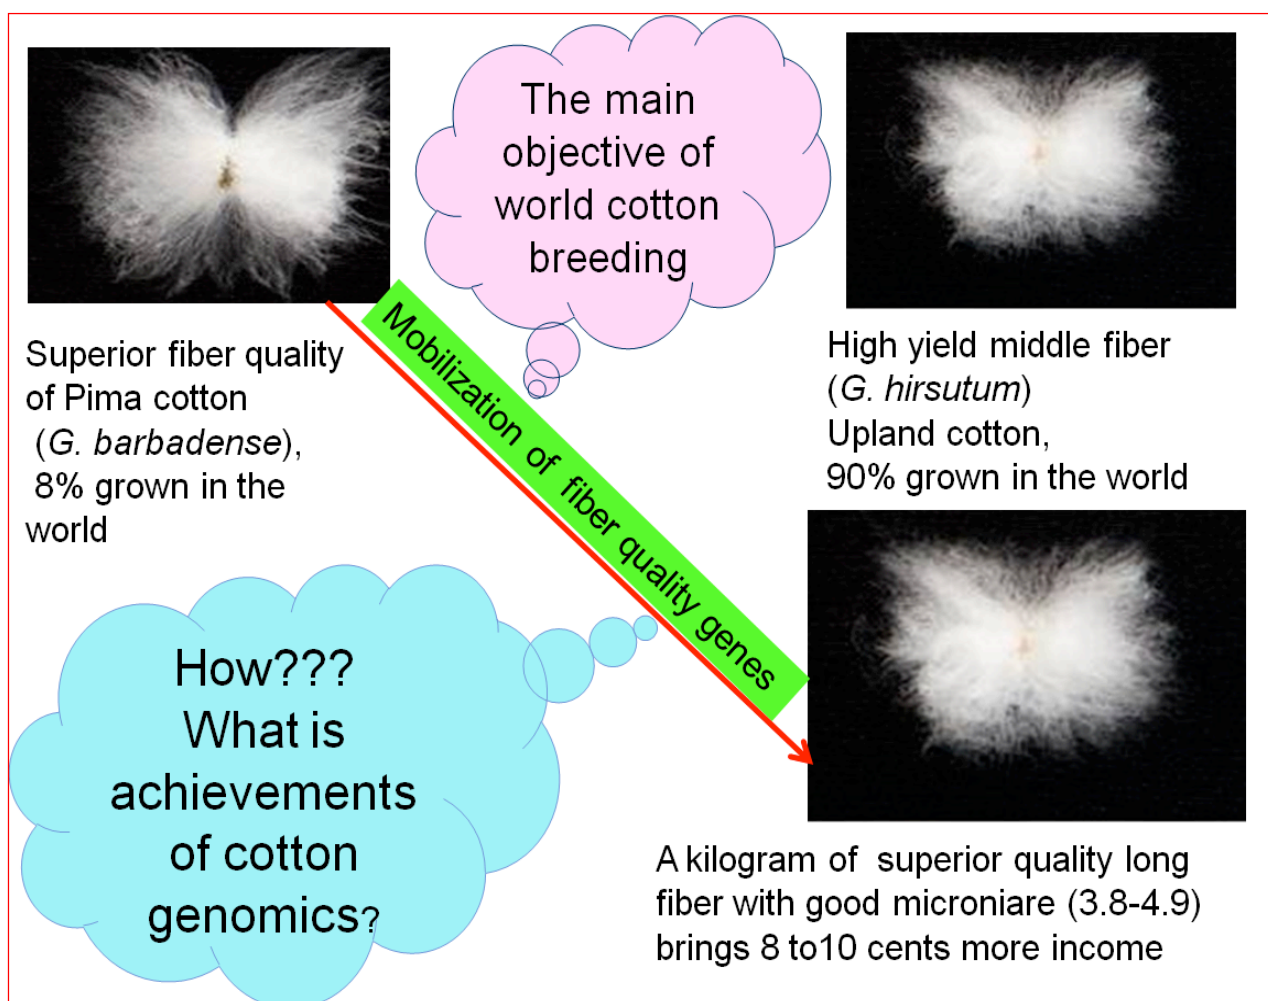 The main
objective of
world cotton
breeding
Superior fiber quality
of Pima cotton
(G. barbadense),
8% grown in the
world
High yield middle fiber
(G. hirsutum)
Upland cotton,
90% grown in the world
Mobilization of fiber quality genes
How???
What is
achievements
of cotton
genomics?
A kilogram of superior quality long
fiber with good microniare (3.8-4.9)
brings 8 to10 cents more income